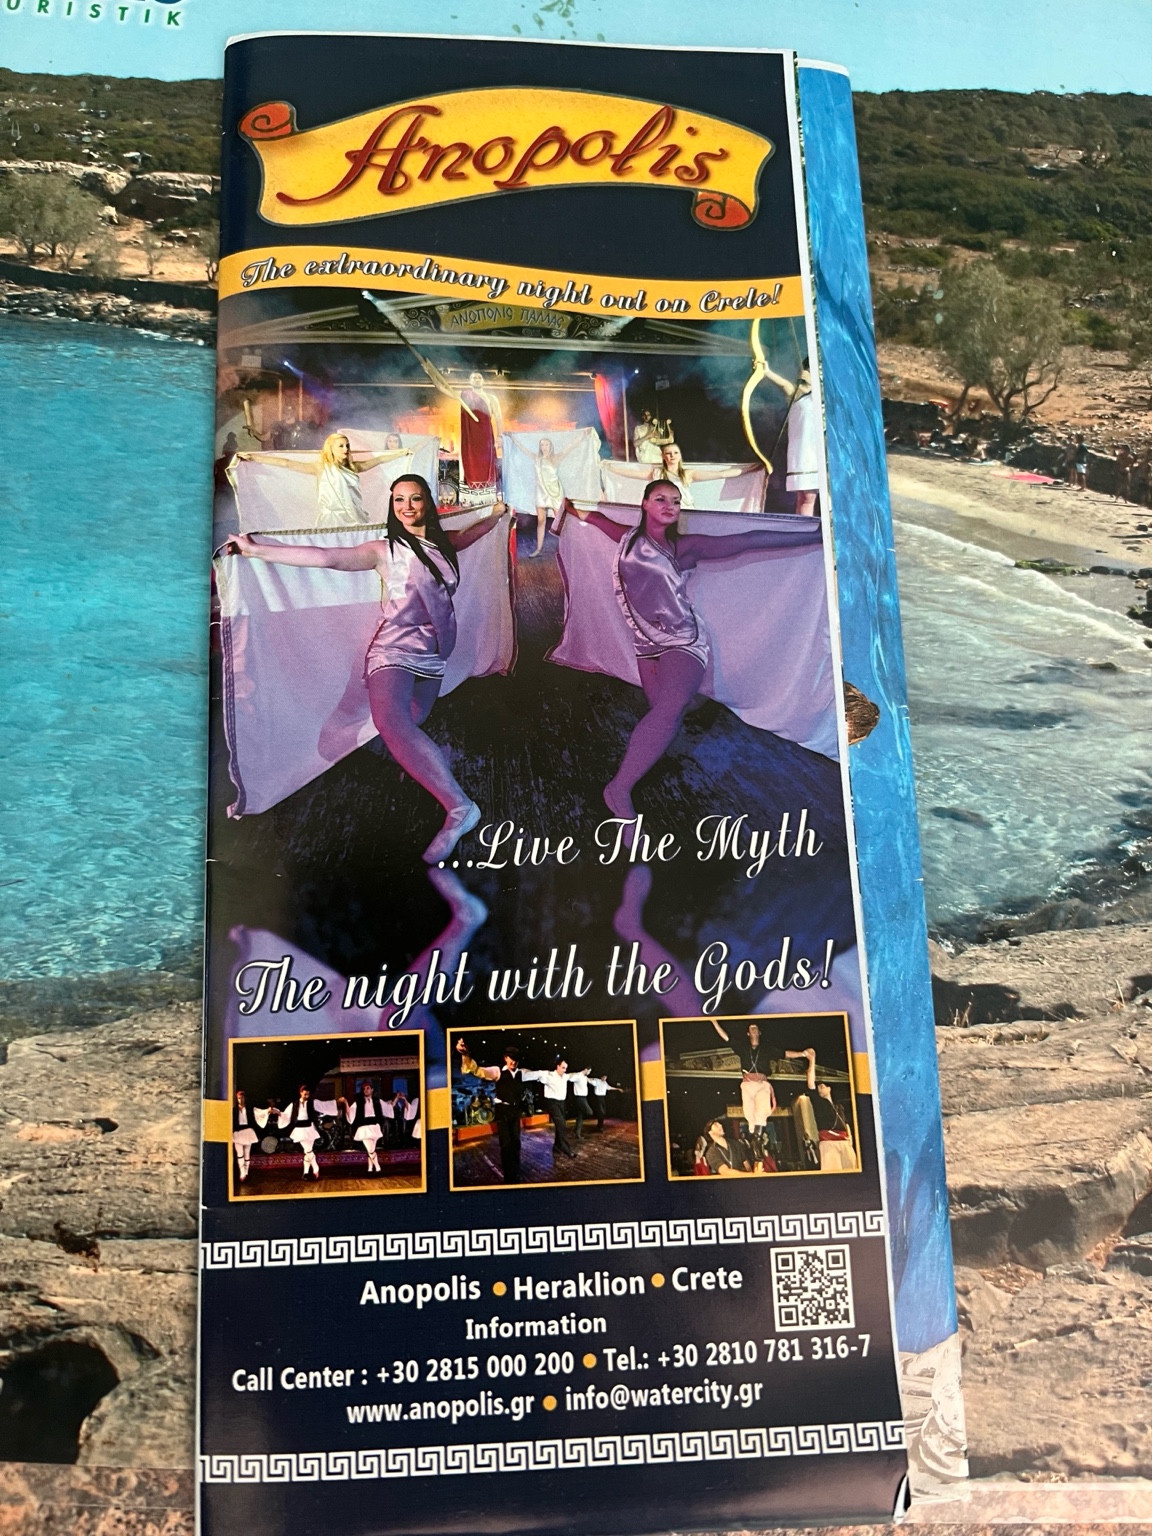 URISTIK
Anopolis
The extraordinary night out on Crete!
ΑΝΩΠΟΛΙΟ ΠΑΛΛΑΣ
...Live The Myth
The night with the Gods!
Anopolis • Heraklion • Crete
Information
Call Center : +30 2815 000 200 • Tel.: +30 2810 781 316-7
www.anopolis.gr • info@watercity.gr